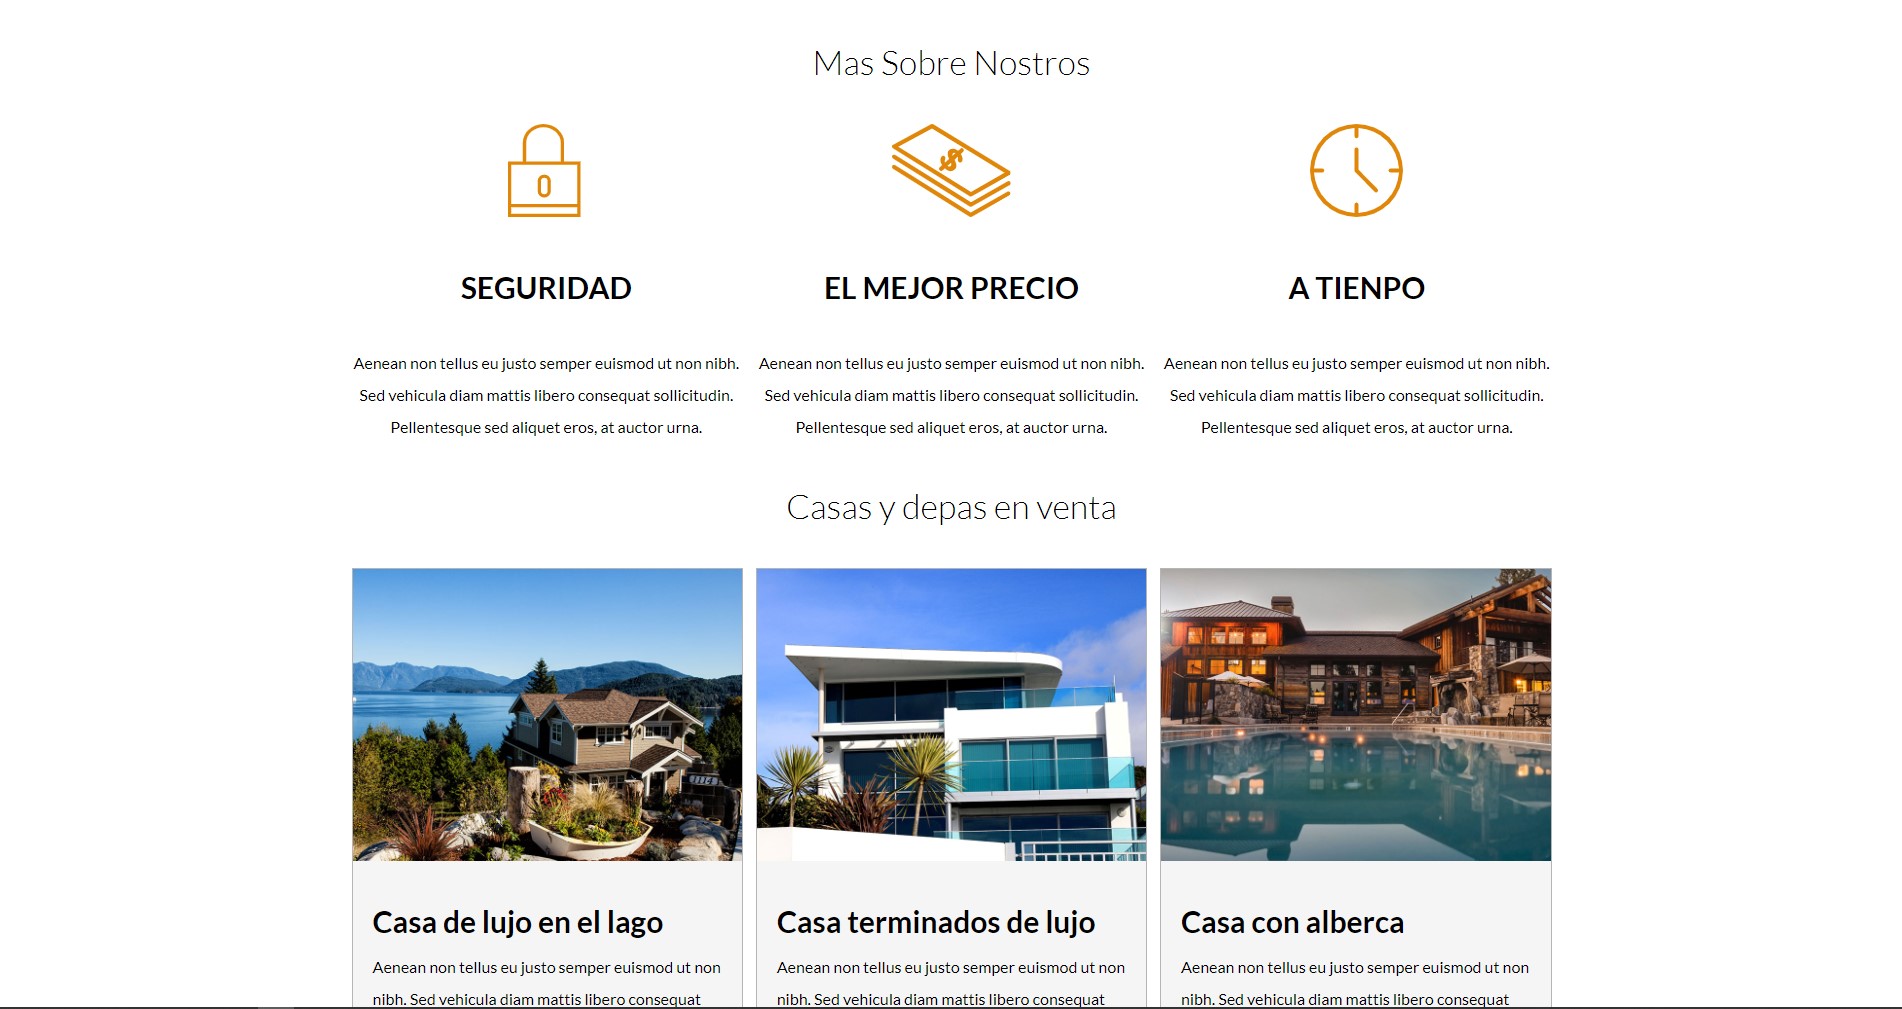 Mas Sobre Nostros
SEGURIDAD
EL MEJOR PRECIO
A TIENPO
Aenean non tellus eu justo semper euismod ut non nibh.
Sed vehicula diam mattis libero consequat sollicitudin.
Pellentesque sed aliquet eros, at auctor urna.
Aenean non tellus eu justo semper euismod ut non nibh.
Sed vehicula diam mattis libero consequat sollicitudin.
Pellentesque sed aliquet eros, at auctor urna.
Aenean non tellus eu justo semper euismod ut non nibh.
Sed vehicula diam mattis libero consequat sollicitudin.
Pellentesque sed aliquet eros, at auctor urna.
Casas y depas en venta
1114
Casa de lujo en el lago
Aenean non tellus eu justo semper euismod ut non
nibh. Sed vehicula diam mattis libero consequat
Casa terminados de lujo
Aenean non tellus eu justo semper euismod ut non
nibh. Sed vehicula diam mattis libero consequat
Casa con alberca
Aenean non tellus eu justo semper euismod ut non
nibh. Sed vehicula diam mattis libero consequat